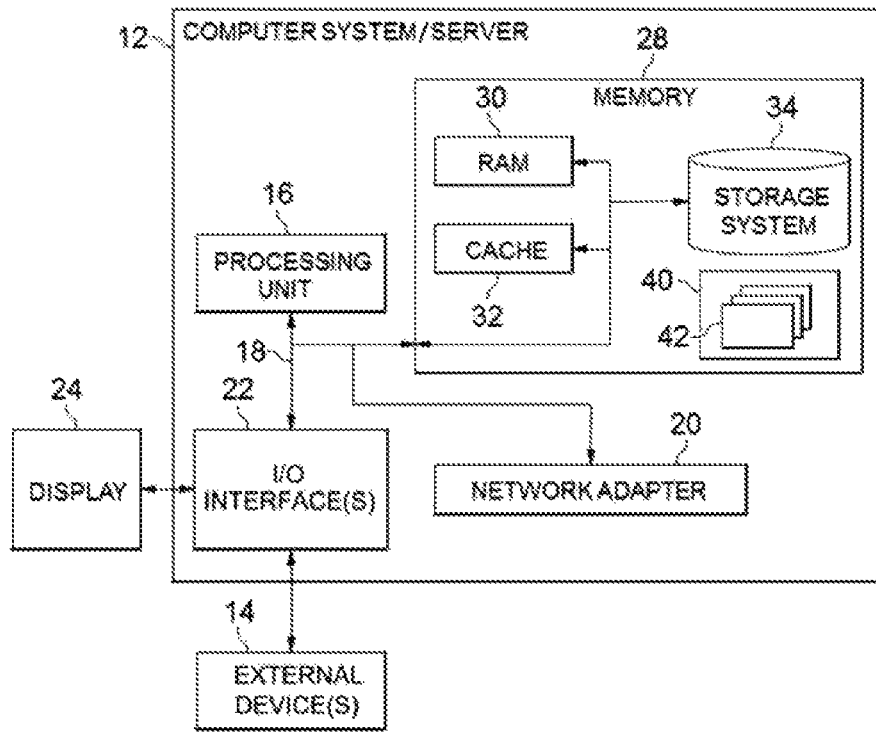 12
COMPUTER SYSTEM/SERVER
28
MEMORY
30
RAM
34
STORAGE
SYSTEM
16
PROCESSING
UNIT
CACHE
32
40
42
18
24
22
20
DISPLAY
I/O
INTERFACE(S)
NETWORK ADAPTER
14
EXTERNAL
DEVICE(S)